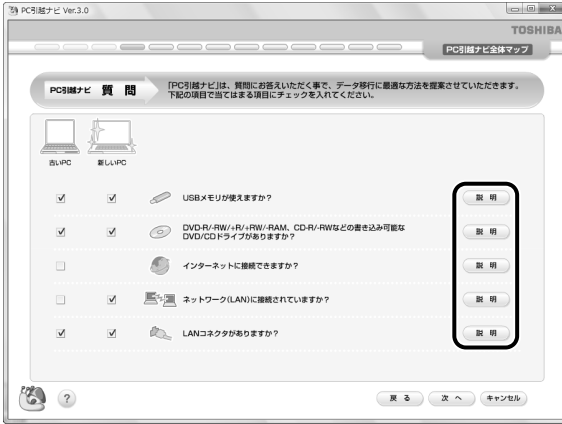 PC引越ナビ Ver.3.0
TOSHIBA
PC引越ナビ全体マップ
PC引越ナビ 質 問
「PC引越ナビ」は、質問にお答えいただく事で、データ移行に最適な方法を提案させていただきます。
下記の項目で当てはまる項目にチェックを入れてください。
古いPC 新しいPC
USBメモリが使えますか？ 説 明
DVD-R/-RW/+R/+RW/-RAM、CD-R/-RWなどの書き込み可能な
DVD/CDドライブがありますか？ 説 明
インターネットに接続できますか？ 説 明
ネットワーク(LAN)に接続されていますか？ 説 明
LANコネクタがありますか？ 説 明
? 戻 る 次 へ キャンセル